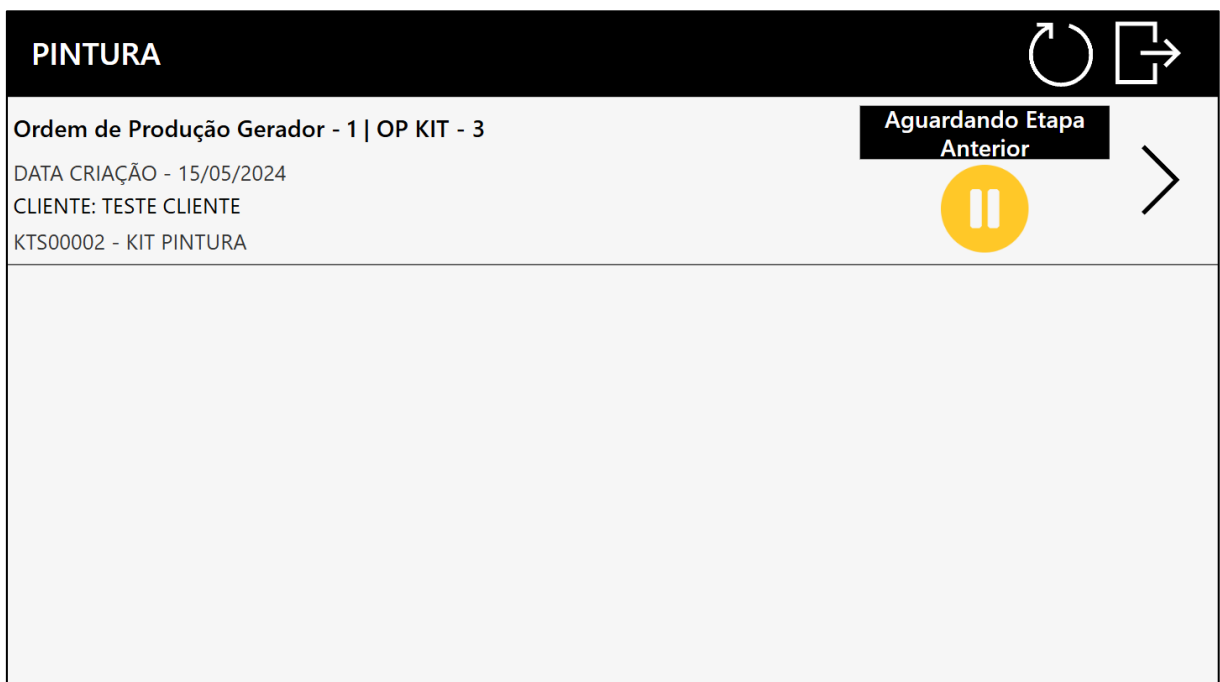 PINTURA
Ordem de Produção Gerador - 1 | OP KIT - 3
Aguardando Etapa
Anterior
DATA CRIAÇÃO - 15/05/2024
CLIENTE: TESTE CLIENTE
KTS00002 - KIT PINTURA